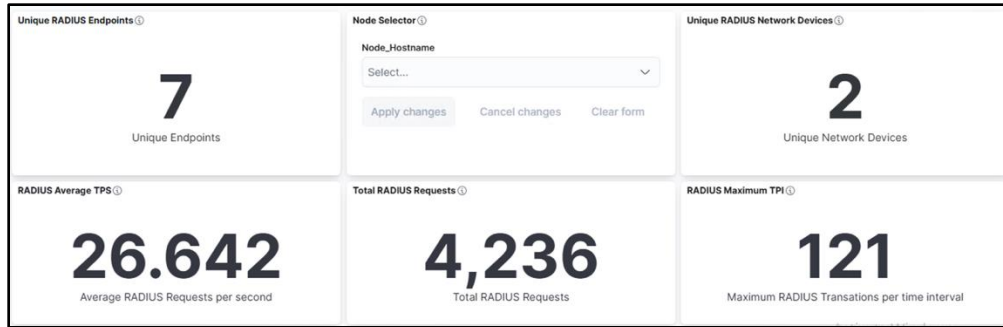 Unique RADIUS Endpoints
7
Unique Endpoints
Node Selector
Node_Hostname
Select...
Apply changes Cancel changes Clear form
Unique RADIUS Network Devices
2
Unique Network Devices
RADIUS Average TPS
26.642
Average RADIUS Requests per second
Total RADIUS Requests
4,236
Total RADIUS Requests
RADIUS Maximum TPI
121
Maximum RADIUS Transations per time interval